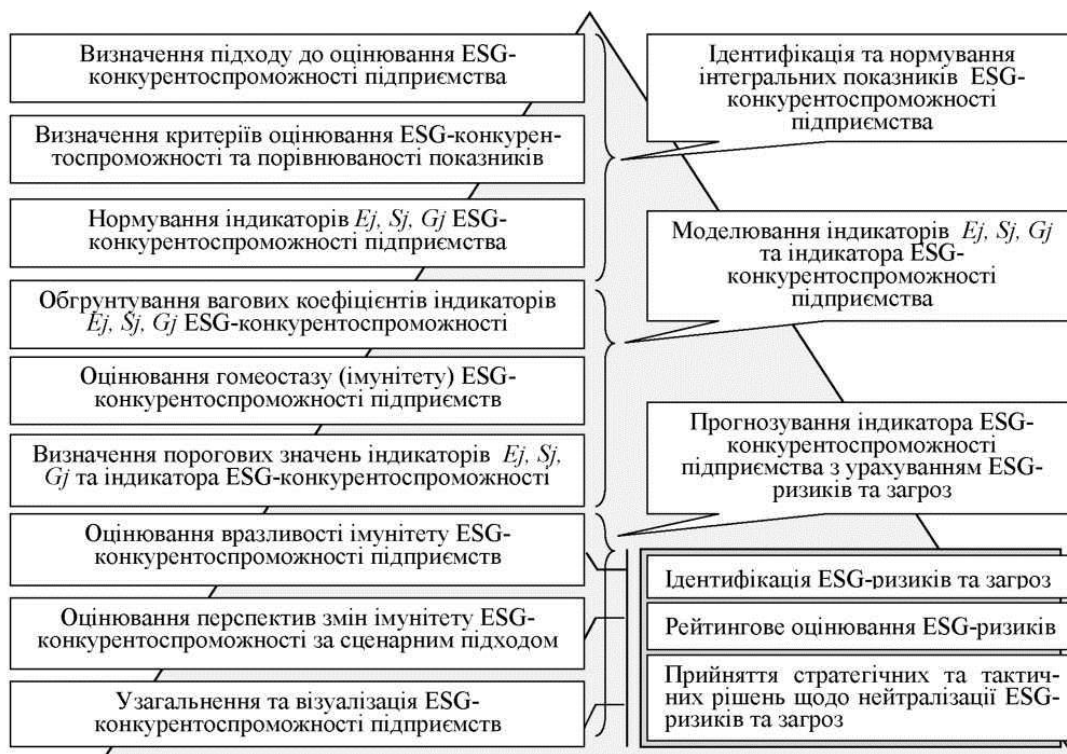 Визначення підходу до оцінювання ESG-
конкурентоспроможності підприємства
Визначення критеріїв оцінювання ESG-конкурен-
тоспроможності та порівнюваності показників
Нормування індикаторів Ej, Sj, Gj ESG-
конкурентоспроможності підприємства
Обґрунтування вагових коефіцієнтів індикаторів
Ej, Sj, Gj ESG-конкурентоспроможності
Оцінювання гомеостазу (імунітету) ESG-
конкурентоспроможності підприємств
Визначення порогових значень індикаторів Ej, Sj,
Gj та індикатора ESG-конкурентоспроможності
Оцінювання вразливості імунітету ESG-
конкурентоспроможності підприємств
Оцінювання перспектив змін імунітету ESG-
конкурентоспроможності за сценарним підходом
Узагальнення та візуалізація ESG-
конкурентоспроможності підприємств
Ідентифікація та нормування
інтегральних показників ESG-
конкурентоспроможності
підприємства
Моделювання індикаторів Ej, Sj, Gj
та індикатора ESG-
конкурентоспроможності
підприємства
Прогнозування індикатора ESG-
конкурентоспроможності
підприємства з урахуванням ESG-
ризиків та загроз
Ідентифікація ESG-ризиків та загроз
Рейтингове оцінювання ESG-ризиків
Прийняття стратегічних та тактич-
них рішень щодо нейтралізації ESG-
ризиків та загроз